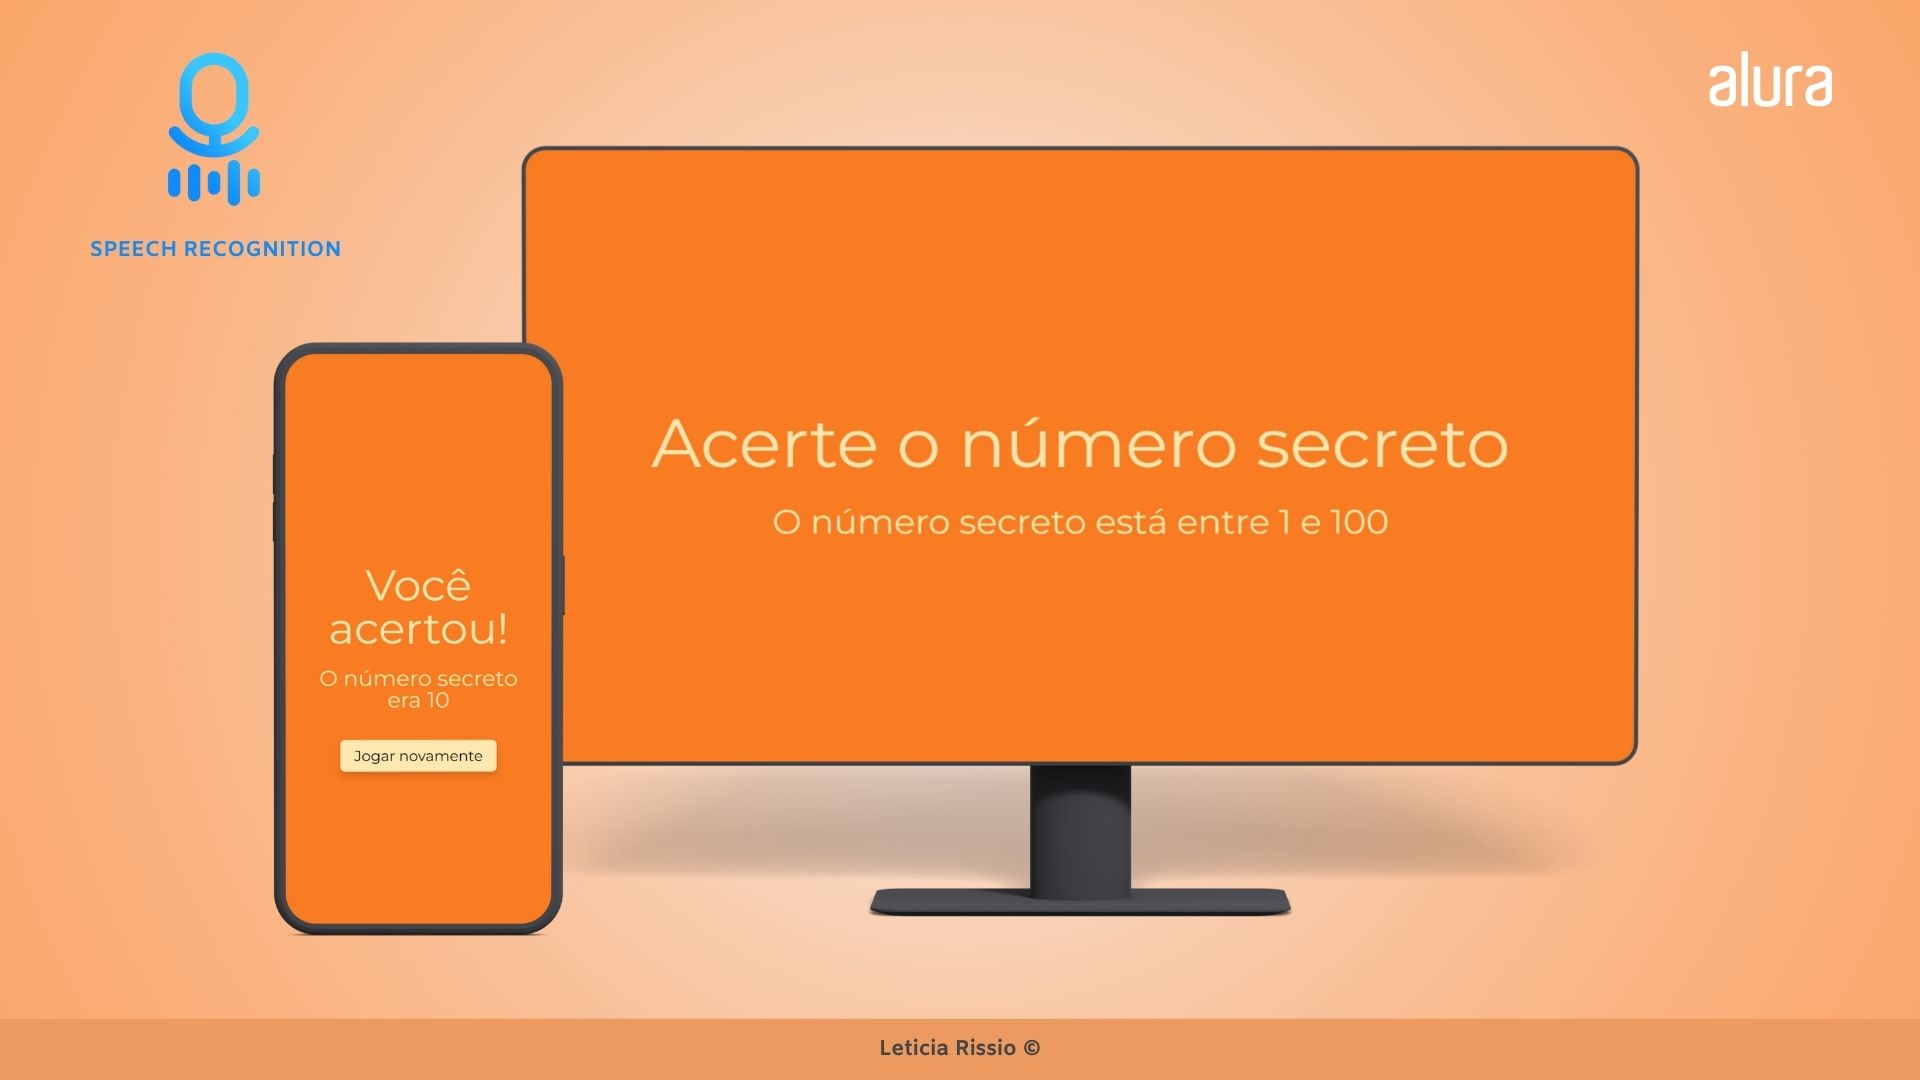 alura
SPEECH RECOGNITION
Acerte o número secreto
O número secreto está entre 1 e 100
Você
acertou!
O número secreto
era 10
Jogar novamente
Leticia Rissio ©